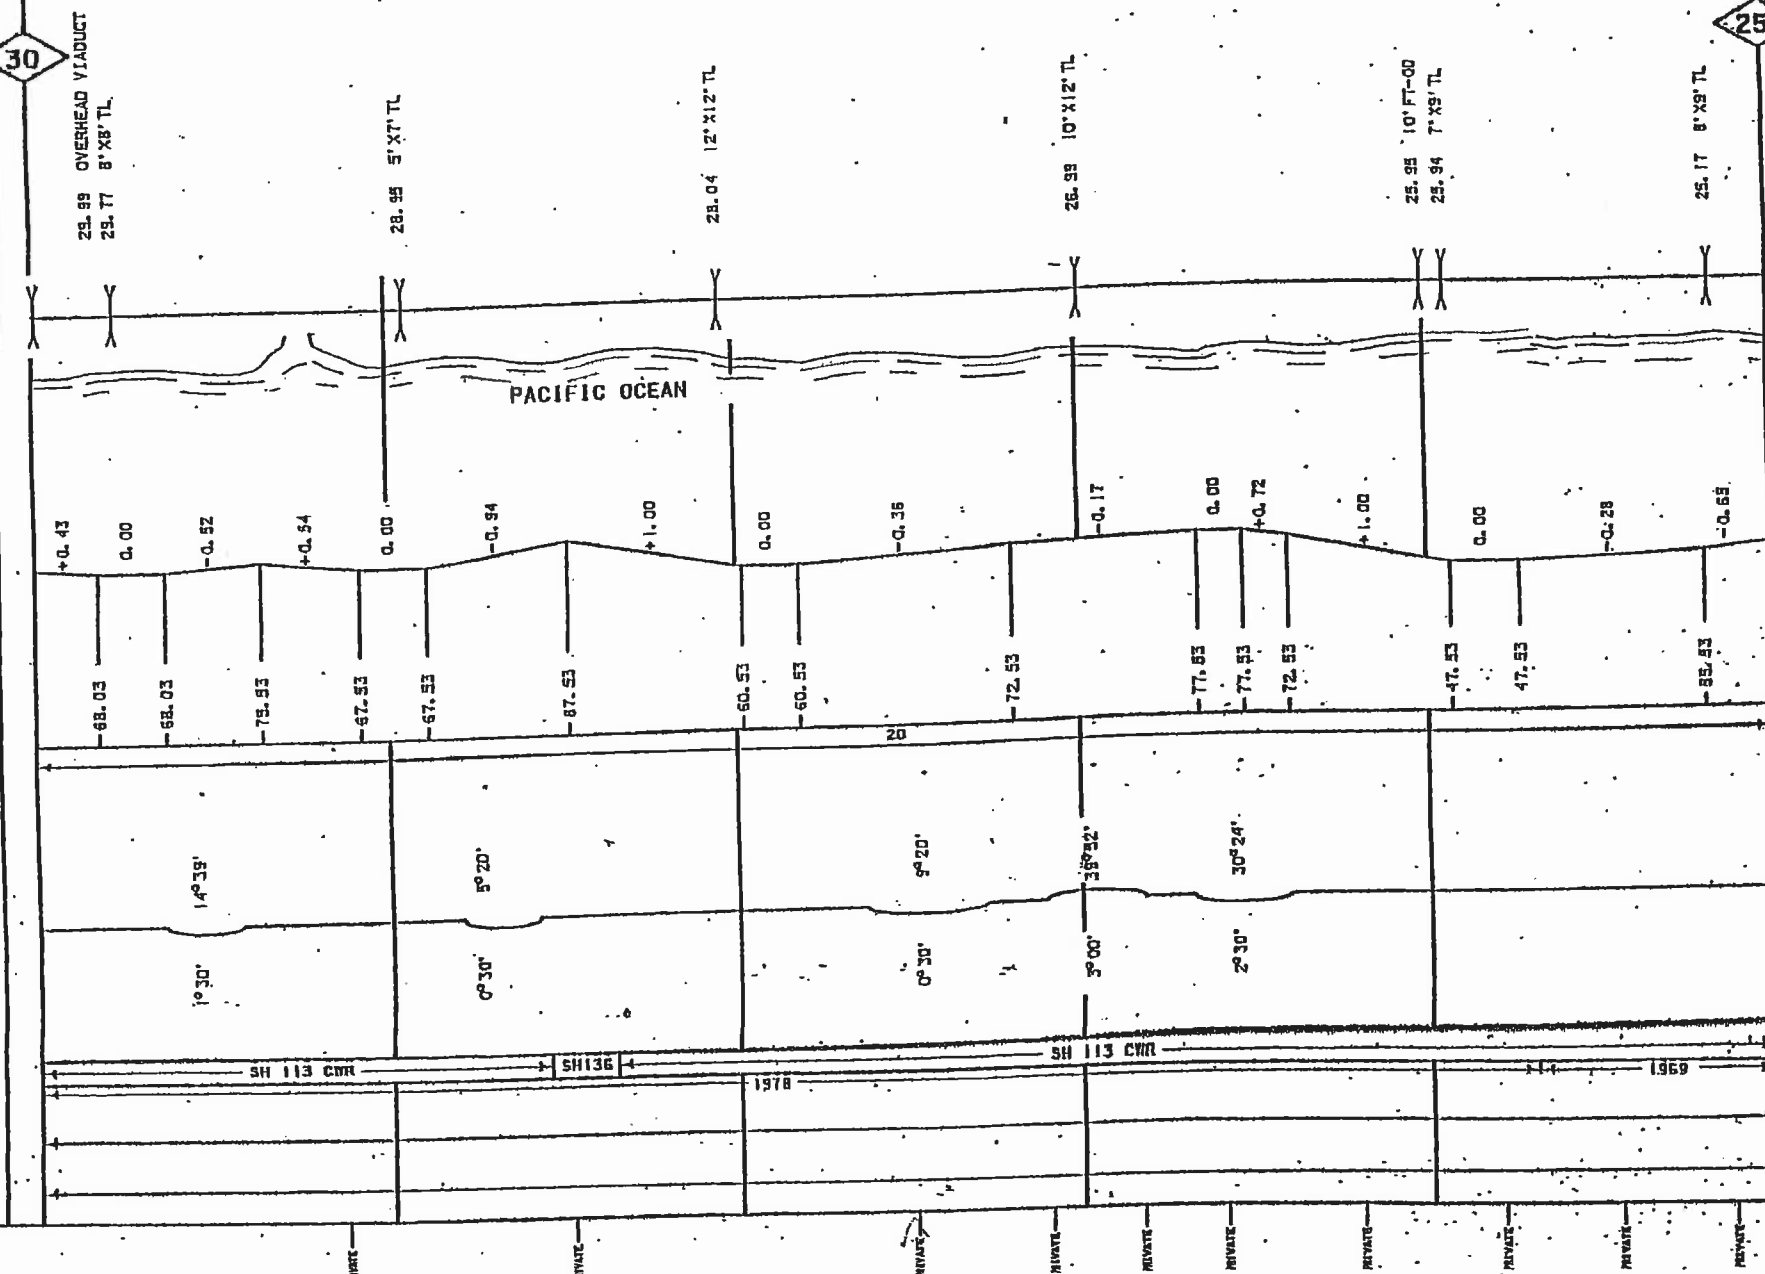 30
25
29.99 OVERHEAD VIADUCT
29.77 8'X8'TL
28.95 5'X7'TL
28.04 12'X12'TL
26.99 10'X12'TL
25.95 10'FT-OD
25.94 7'X9'TL
25.17 8'X9'TL
PACIFIC OCEAN
+0.43
0.00
-0.52
+0.54
0.00
-0.94
+1.00
0.00
-0.36
-0.17
0.00
+0.72
+1.00
0.00
-0.28
-0.65
68.03
68.03
75.53
67.53
67.53
87.53
60.53
60.53
72.53
77.53
77.53
72.53
47.53
47.53
55.53
20
14°39'
5°20'
9°20'
39°52'
30°24'
1°30'
0°30'
0°30'
3°00'
2°30'
SH 113 CWR
SH136
SH 113 CWR
1978
1969
PRIVATE
PRIVATE
PRIVATE
PRIVATE
PRIVATE
PRIVATE
PRIVATE
PRIVATE